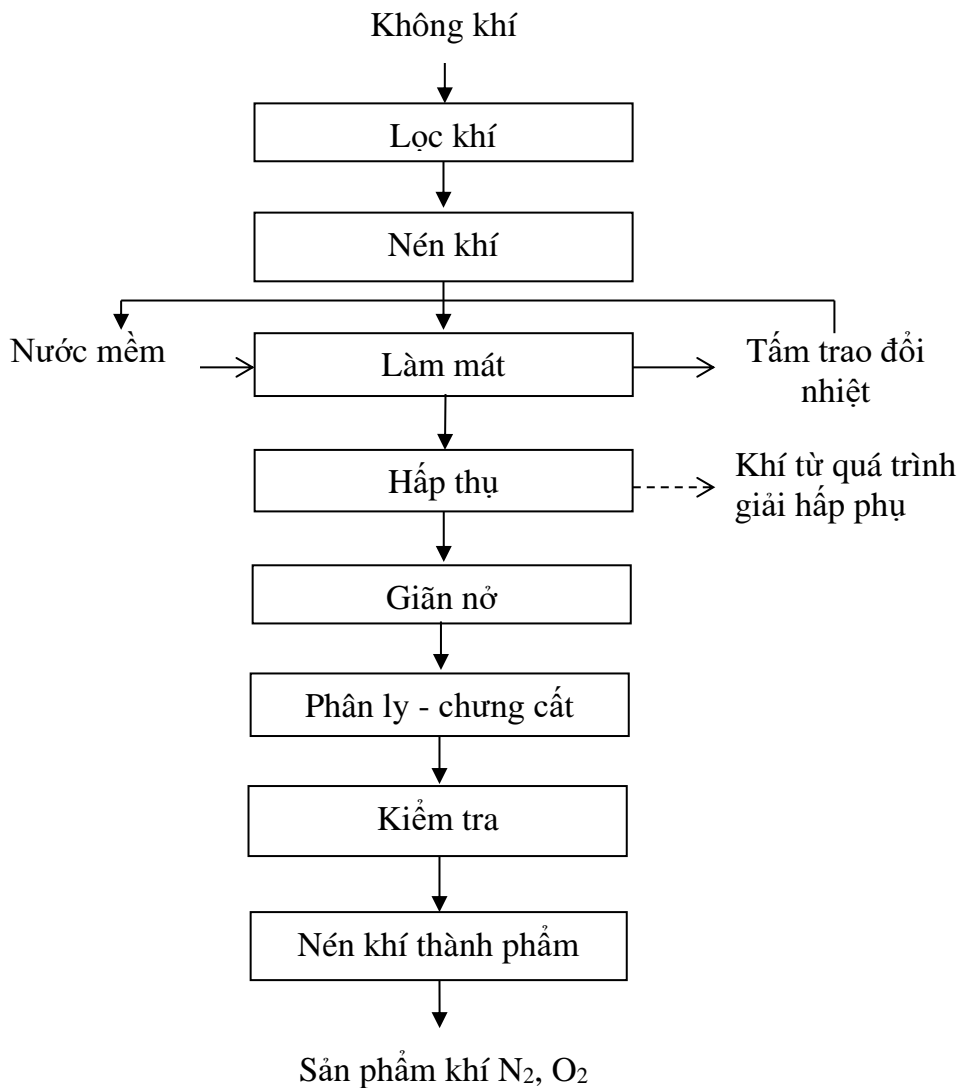 Không khí
Lọc khí
Nén khí
Nước mềm
Làm mát
Tấm trao đổi
nhiệt
Hấp thụ
Khí từ quá trình
giải hấp phụ
Giãn nở
Phân ly - chưng cất
Kiểm tra
Nén khí thành phẩm
Sản phẩm khí N₂, O₂